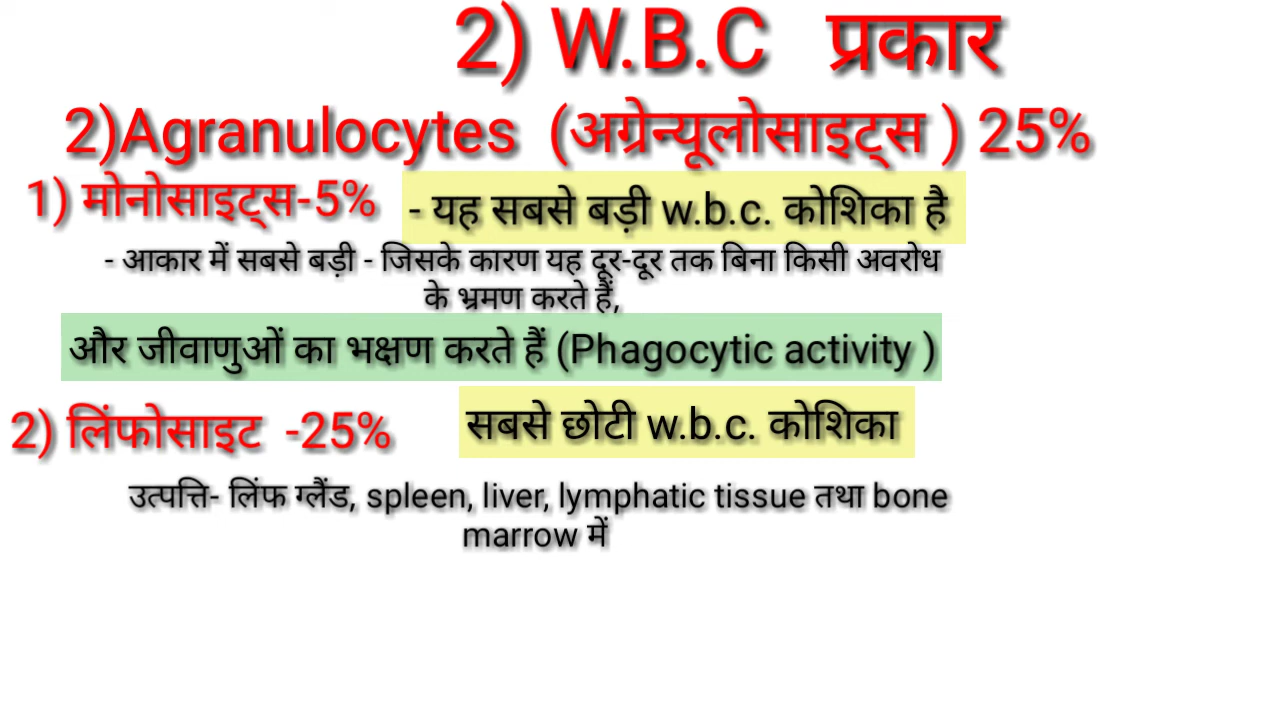 2) W.B.C प्रकार
2)Agranulocytes (अग्रेन्यूलोसाइट्स ) 25%
1) मोनोसाइट्स-5% - यह सबसे बड़ी w.b.c. कोशिका है
- आकार में सबसे बड़ी - जिसके कारण यह दूर-दूर तक बिना किसी अवरोध
के भ्रमण करते हैं,
और जीवाणुओं का भक्षण करते हैं (Phagocytic activity )
2) लिंफोसाइट -25% सबसे छोटी w.b.c. कोशिका
उत्पत्ति- लिंफ ग्लैंड, spleen, liver, lymphatic tissue तथा bone
marrow में